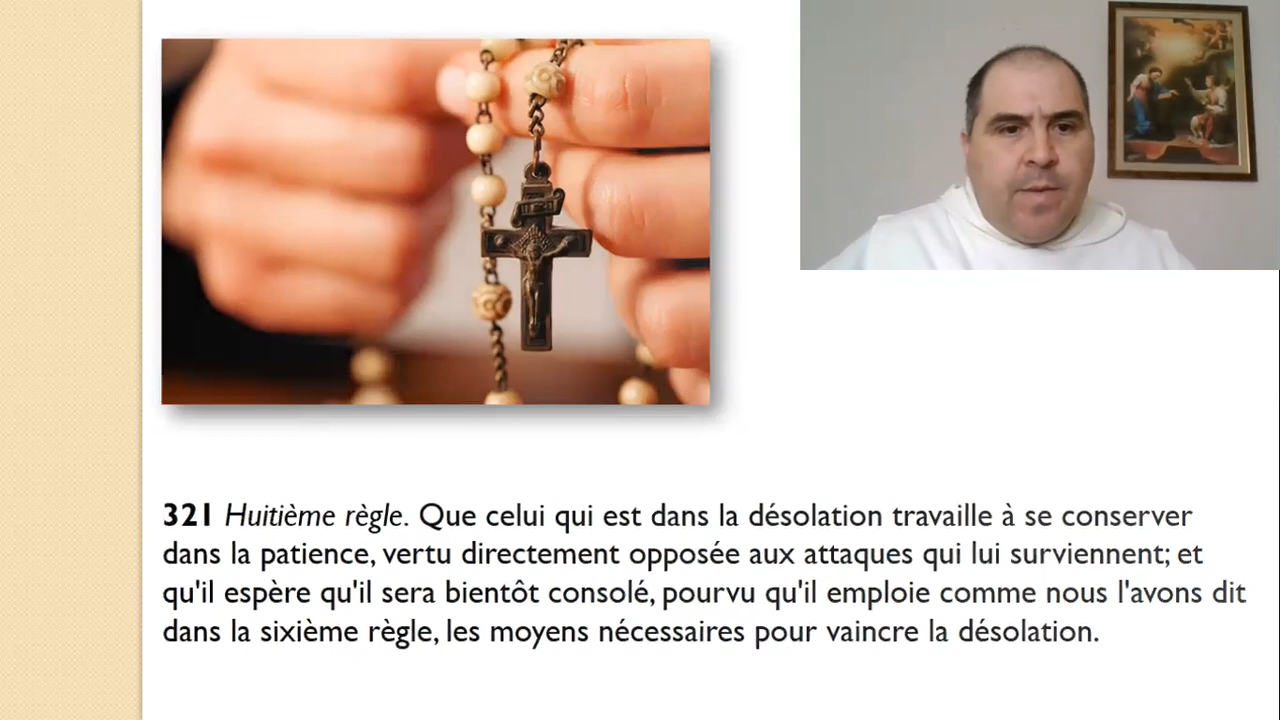 321 Huitième règle. Que celui qui est dans la désolation travaille à se conserver
dans la patience, vertu directement opposée aux attaques qui lui surviennent; et
qu'il espère qu'il sera bientôt consolé, pourvu qu'il emploie comme nous l'avons dit
dans la sixième règle, les moyens nécessaires pour vaincre la désolation.